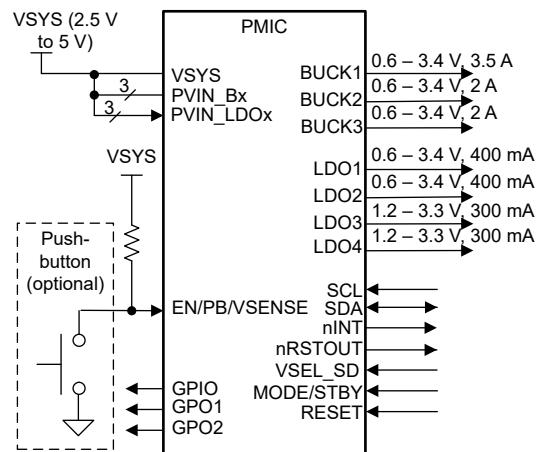 VSYS (2.5 V
to 5 V)
PMIC
VSYS
3
PVIN_Bx
3
PVIN_LDOx
BUCK1
0.6 – 3.4 V, 3.5 A
BUCK2
0.6 – 3.4 V, 2 A
BUCK3
0.6 – 3.4 V, 2 A
LDO1
0.6 – 3.4 V, 400 mA
LDO2
0.6 – 3.4 V, 400 mA
LDO3
1.2 – 3.3 V, 300 mA
LDO4
1.2 – 3.3 V, 300 mA
VSYS
Push-
button
(optional)
EN/PB/VSENSE
SCL
SDA
nINT
nRSTOUT
VSEL_SD
MODE/STBY
RESET
GPIO
GPO1
GPO2